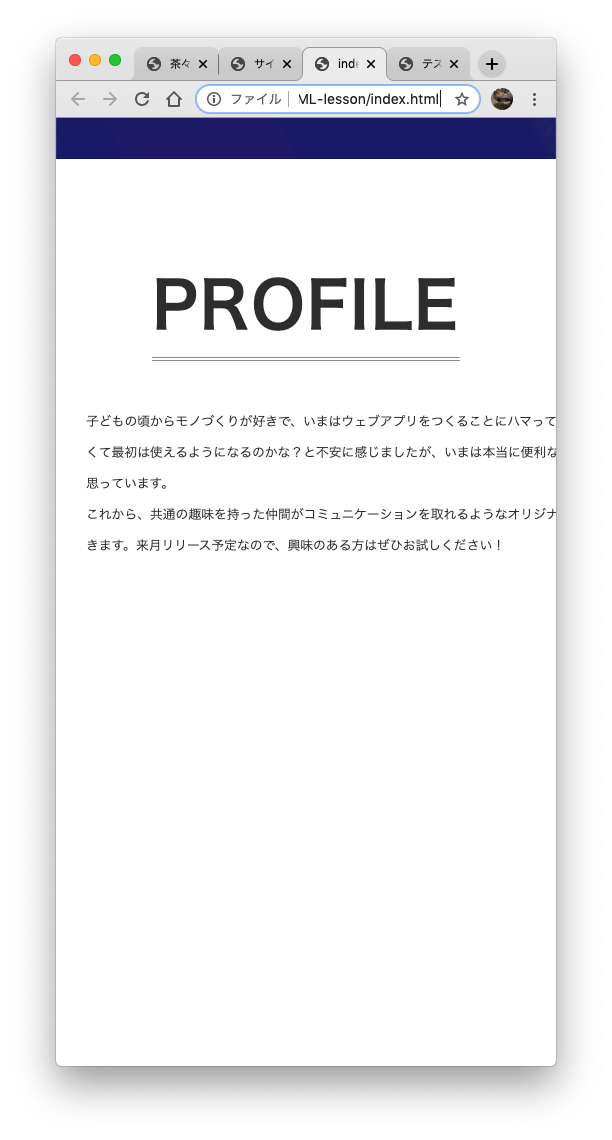 茶々
サイ
inde
テス
ファイル ML-lesson/index.html
PROFILE
子どもの頃からモノづくりが好きで、いまはウェブアプリをつくることにハマって
くて最初は使えるようになるのかな？と不安に感じましたが、いまは本当に便利な
思っています。
これから、共通の趣味を持った仲間がコミュニケーションを取れるようなオリジナ
きます。来月リリース予定なので、興味のある方はぜひお試しください！